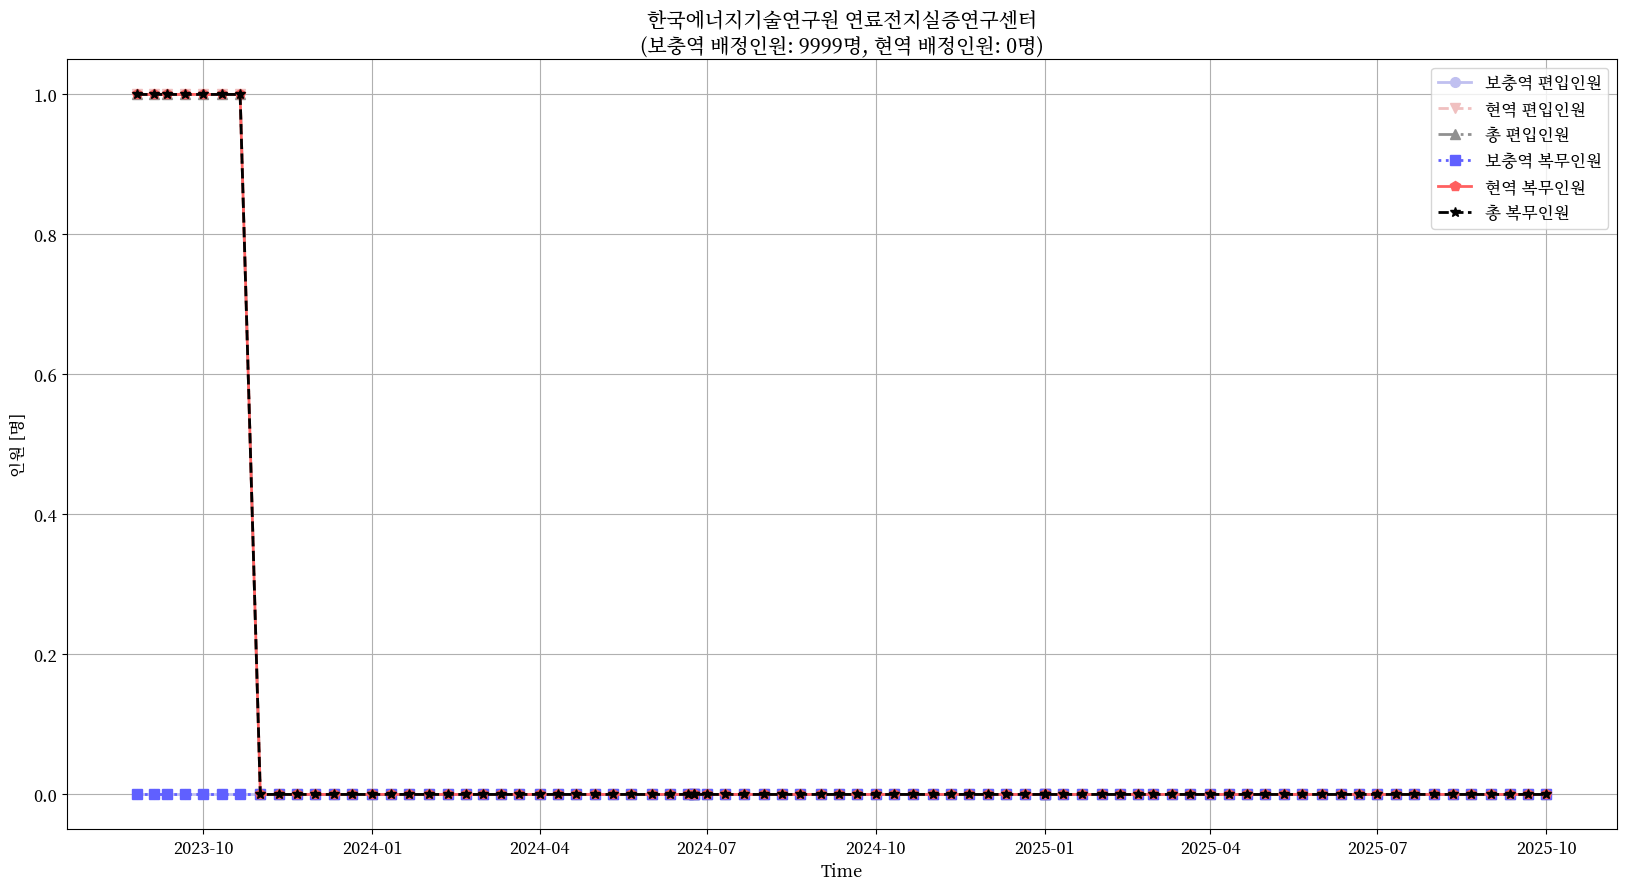 한국에너지기술연구원 연료전지실증연구센터
(보충역 배정인원: 9999명, 현역 배정인원: 0명)
보충역 편입인원
현역 편입인원
총 편입인원
보충역 복무인원
현역 복무인원
총 복무인원
인원 [명]
1.0
0.8
0.6
0.4
0.2
0.0
2023-10 2024-01 2024-04 2024-07 2024-10 2025-01 2025-04 2025-07 2025-10
Time